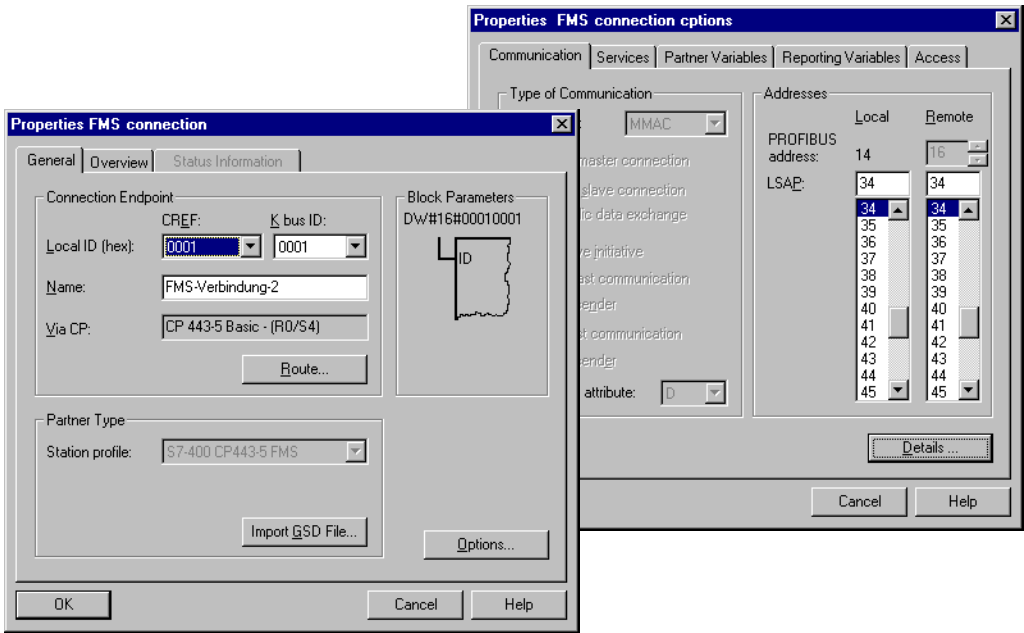 Properties FMS connection cptions
Communication Services Partner Variables Reporting Variables Access
Type of Communication
MMAC
master connection
slave connection
ic data exchange
ve initiative
ast communication
ender
st communication
ender
attribute: D
Addresses
Local Remote
PROFIBUS
address: 14 16
LSAP: 34 34
34 34
35 35
36 36
37 37
38 38
39 39
40 40
41 41
42 42
43 43
44 44
45 45
Details ...
Cancel Help
Properties FMS connection
General Overview Status Information
Connection Endpoint
CREF: K bus ID:
Local ID (hex): 0001 0001
Name: FMS-Verbindung-2
Via CP: CP 443-5 Basic - (R0/S4)
Route...
Block Parameters
DW#16#00010001
ID
Partner Type
Station profile: S7-400 CP443-5 FMS
Import GSD File...
Options...
OK Cancel Help